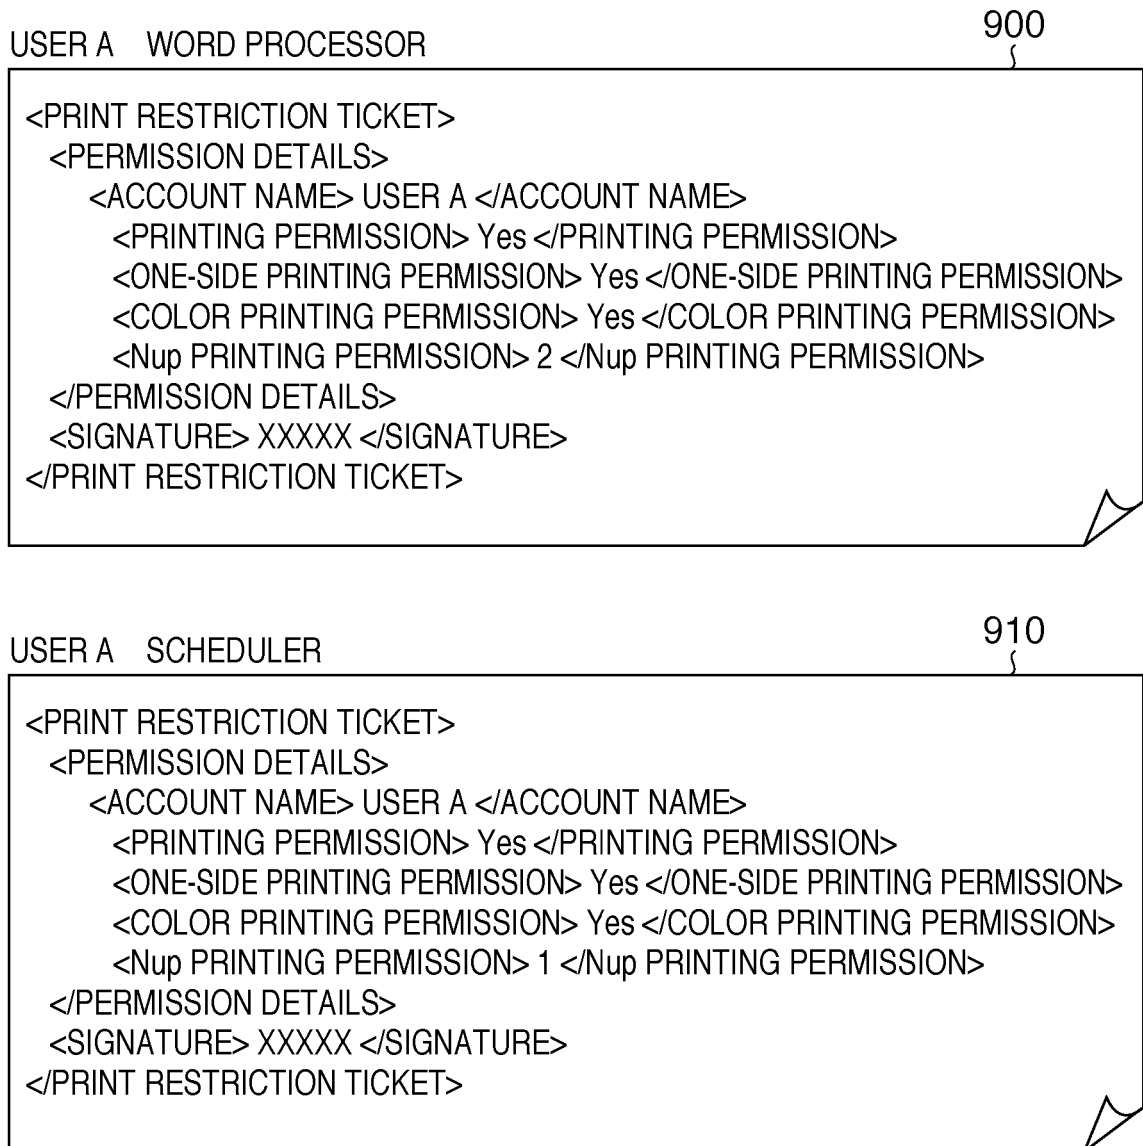 900
USER A WORD PROCESSOR
<PRINT RESTRICTION TICKET>
<PERMISSION DETAILS>
<ACCOUNT NAME> USER A </ACCOUNT NAME>
<PRINTING PERMISSION> Yes </PRINTING PERMISSION>
<ONE-SIDE PRINTING PERMISSION> Yes </ONE-SIDE PRINTING PERMISSION>
<COLOR PRINTING PERMISSION> Yes </COLOR PRINTING PERMISSION>
<Nup PRINTING PERMISSION> 2 </Nup PRINTING PERMISSION>
</PERMISSION DETAILS>
<SIGNATURE> XXXXX </SIGNATURE>
</PRINT RESTRICTION TICKET>
910
USER A SCHEDULER
<PRINT RESTRICTION TICKET>
<PERMISSION DETAILS>
<ACCOUNT NAME> USER A </ACCOUNT NAME>
<PRINTING PERMISSION> Yes </PRINTING PERMISSION>
<ONE-SIDE PRINTING PERMISSION> Yes </ONE-SIDE PRINTING PERMISSION>
<COLOR PRINTING PERMISSION> Yes </COLOR PRINTING PERMISSION>
<Nup PRINTING PERMISSION> 1 </Nup PRINTING PERMISSION>
</PERMISSION DETAILS>
<SIGNATURE> XXXXX </SIGNATURE>
</PRINT RESTRICTION TICKET>